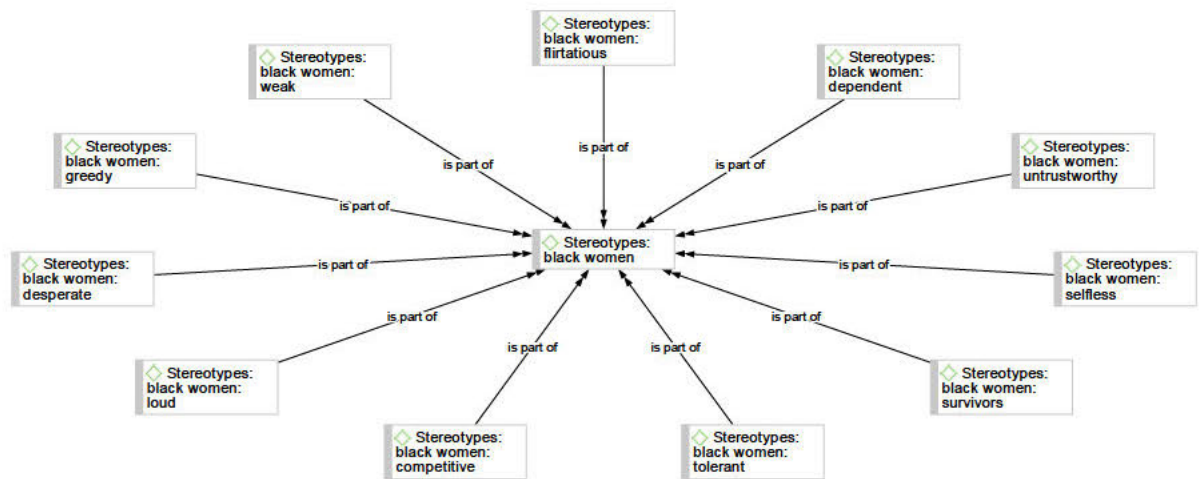 Stereotypes:
black women:
flirtatious
Stereotypes:
black women:
weak
Stereotypes:
black women:
dependent
Stereotypes:
black women:
greedy
is part of
is part of
is part of
Stereotypes:
black women:
untrustworthy
is part of
is part of
Stereotypes:
black women
Stereotypes:
black women:
desperate
is part of
is part of
Stereotypes:
black women:
selfless
is part of
is part of
is part of
is part of
Stereotypes:
black women:
loud
Stereotypes:
black women:
survivors
Stereotypes:
black women:
competitive
Stereotypes:
black women:
tolerant